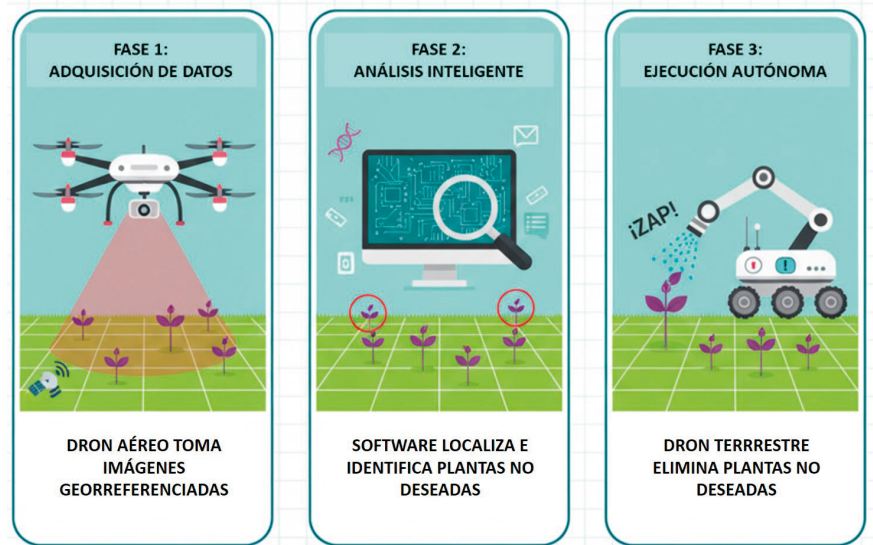 FASE 1:
ADQUISICIÓN DE DATOS
DRON AÉREO TOMA
IMÁGENES
GEORREFERENCIADAS
FASE 2:
ANÁLISIS INTELIGENTE
SOFTWARE LOCALIZA E
IDENTIFICA PLANTAS NO
DESEADAS
FASE 3:
EJECUCIÓN AUTÓNOMA
¡ZAP!
DRON TERRRESTRE
ELIMINA PLANTAS NO
DESEADAS